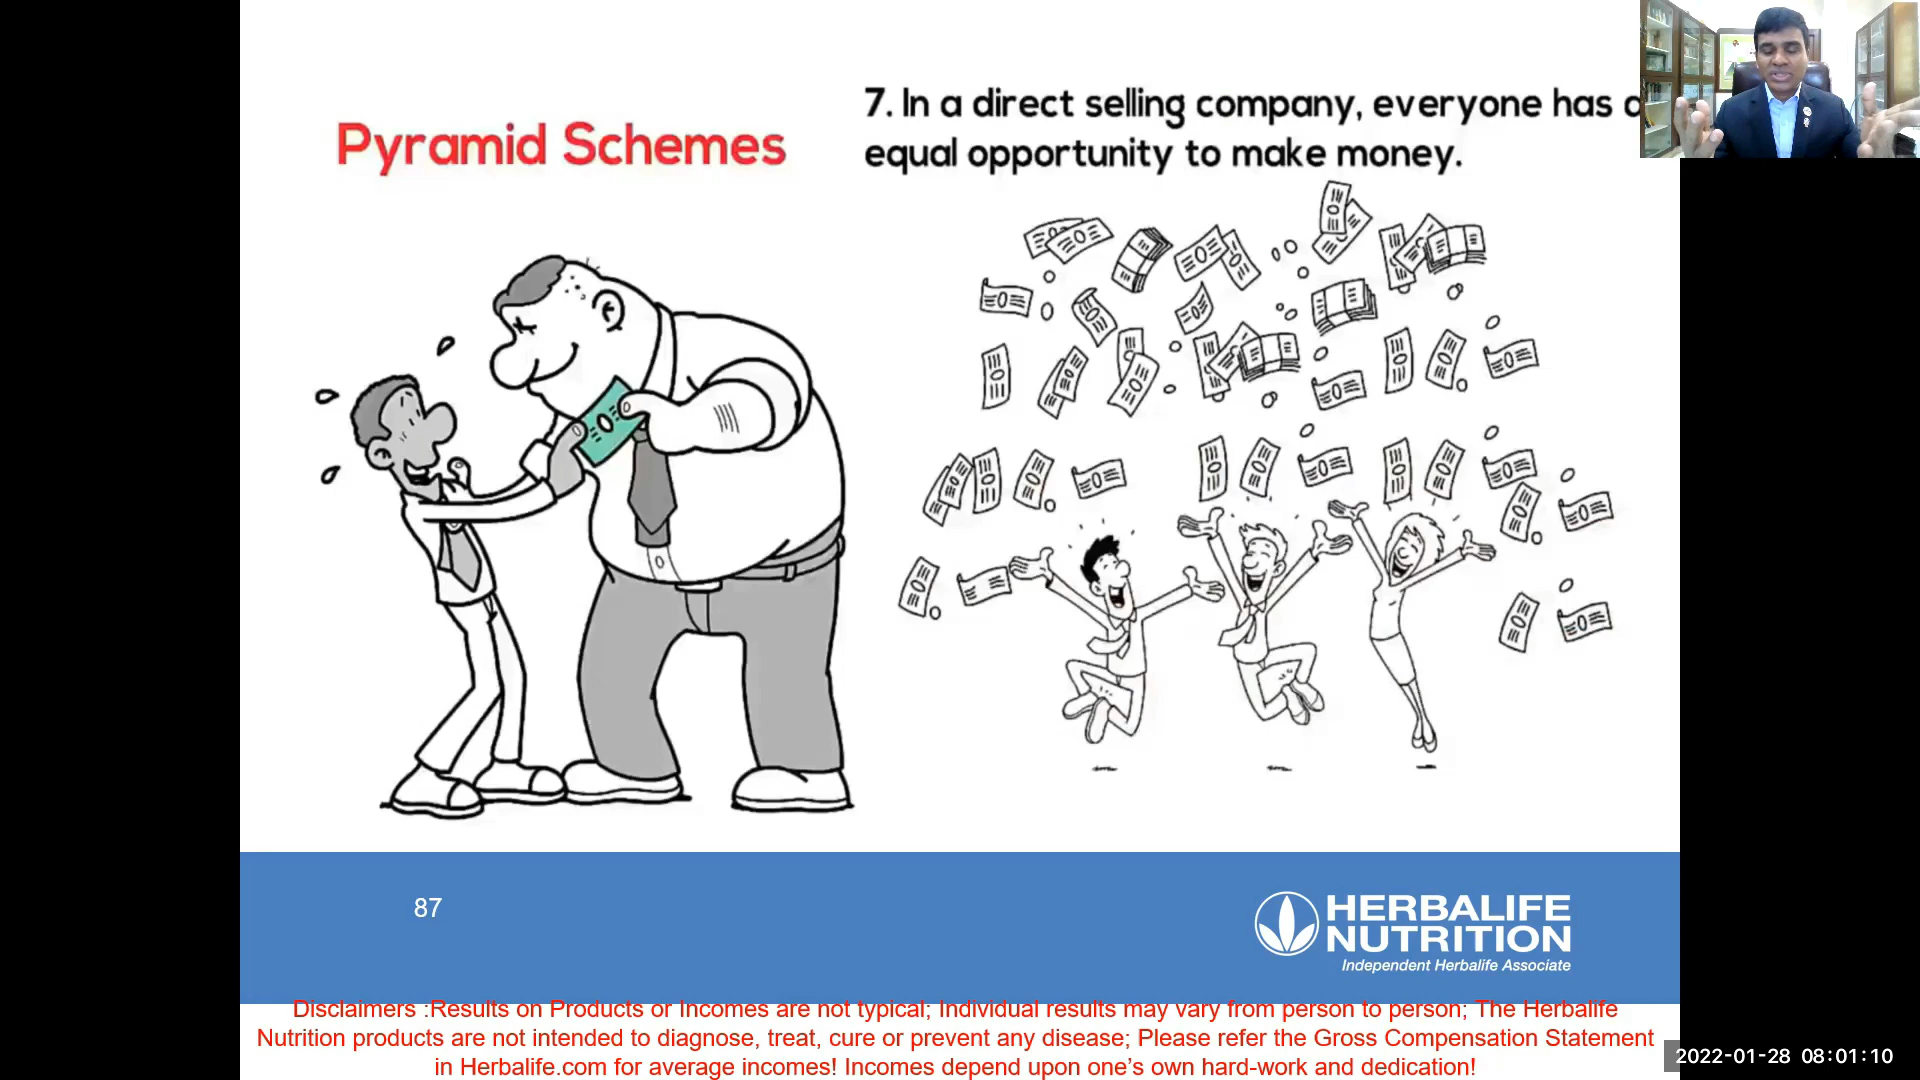 Pyramid Schemes
7. In a direct selling company, everyone has
equal opportunity to make money.
87
HERBALIFE
NUTRITION
Independent Herbalife Associate
Disclaimers :Results on Products or Incomes are not typical; Individual results may vary from person to person; The Herbalife
Nutrition products are not intended to diagnose, treat, cure or prevent any disease; Please refer the Gross Compensation Statement
in Herbalife.com for average incomes! Incomes depend upon one’s own hard-work and dedication!
2022-01-28 08:01:10